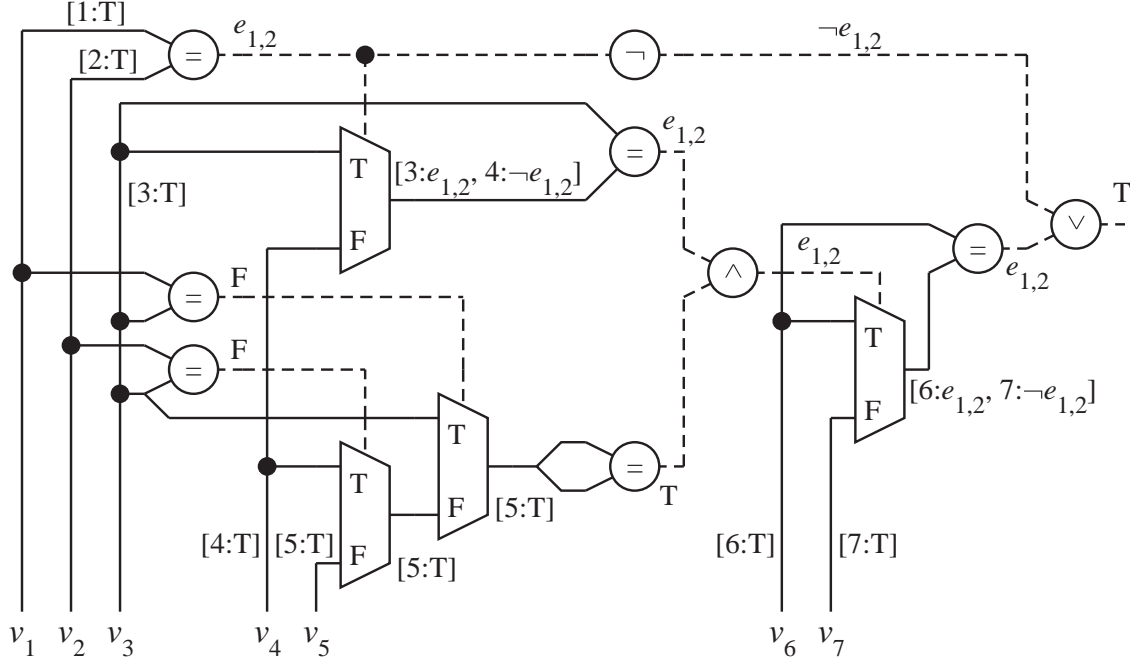 [1:T]
e1,2
¬e1,2
[2:T]
=
¬
e1,2
T
=
[3:T]
T
[3:e1,2, 4:¬e1,2]
F
T
∨
=
e1,2
F
=
∧
e1,2
F
=
T
[6:e1,2, 7:¬e1,2]
F
T
T
F
=
T
[4:T]
[5:T]
F
[5:T]
[5:T]
[6:T]
[7:T]
v1 v2 v3 v4 v5 v6 v7